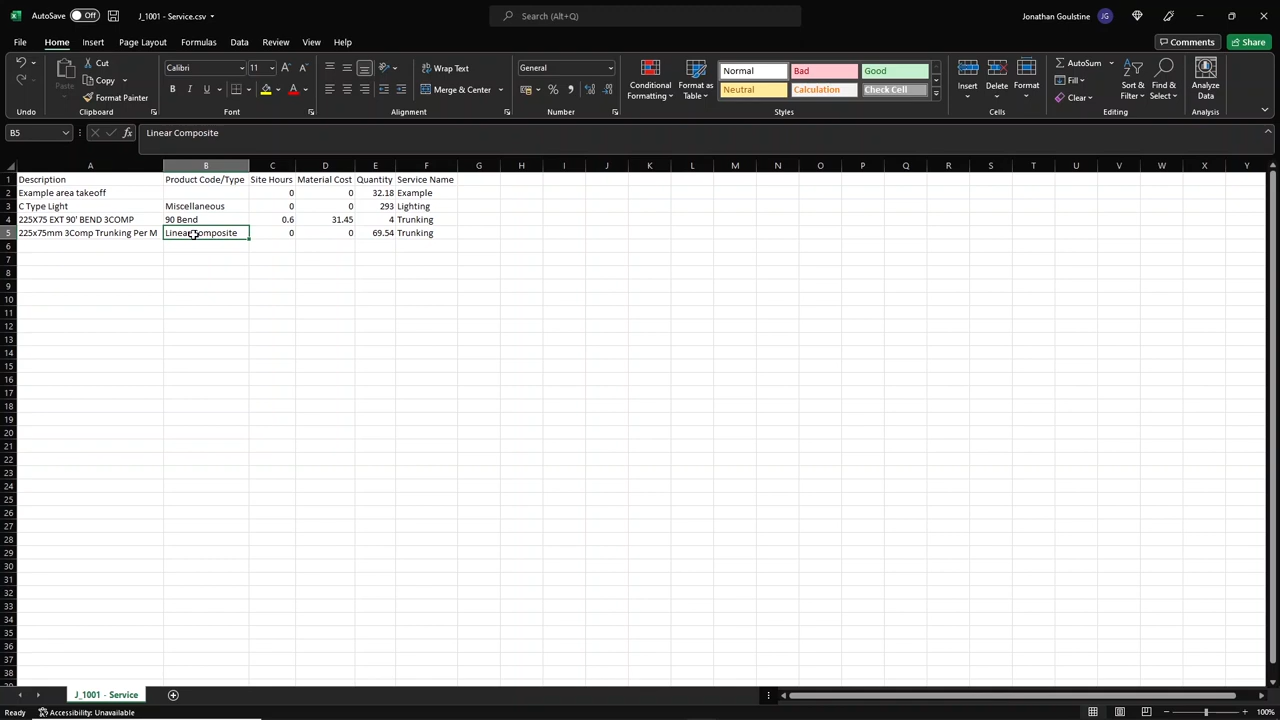 AutoSave Off J_1001 - Service.csv Search (Alt+Q) Jonathan Goulstine JG
File Home Insert Page Layout Formulas Data Review View Help Comments Share
Cut Calibri 11 Wrap Text General Normal Bad Good AutoSum
Paste Copy Conditional Formatting Format as Table Insert Delete Format Fill Sort & Filter Find & Select Analyze Data
Format Painter B I U Merge & Center Neutral Calculation Check Cell Clear
Undo Clipboard Font Alignment Number Styles Cells Editing Analysis
B5 fx Linear Composite
A B C D E F G H I J K L M N O P Q R S T U V W X Y
1 Description Product Code/Type Site Hours Material Cost Quantity Service Name
2 Example area takeoff 0 0 32.18 Example
3 C Type Light Miscellaneous 0 0 293 Lighting
4 225X75 EXT 90' BEND 3COMP 90 Bend 0.6 31.45 4 Trunking
5 225x75mm 3Comp Trunking Per M Linear Composite 0 0 69.54 Trunking
6
7
8
9
10
11
12
13
14
15
16
17
18
19
20
21
22
23
24
25
26
27
28
29
30
31
32
33
34
35
36
37
38
J_1001 - Service
Ready Accessibility: Unavailable 100%